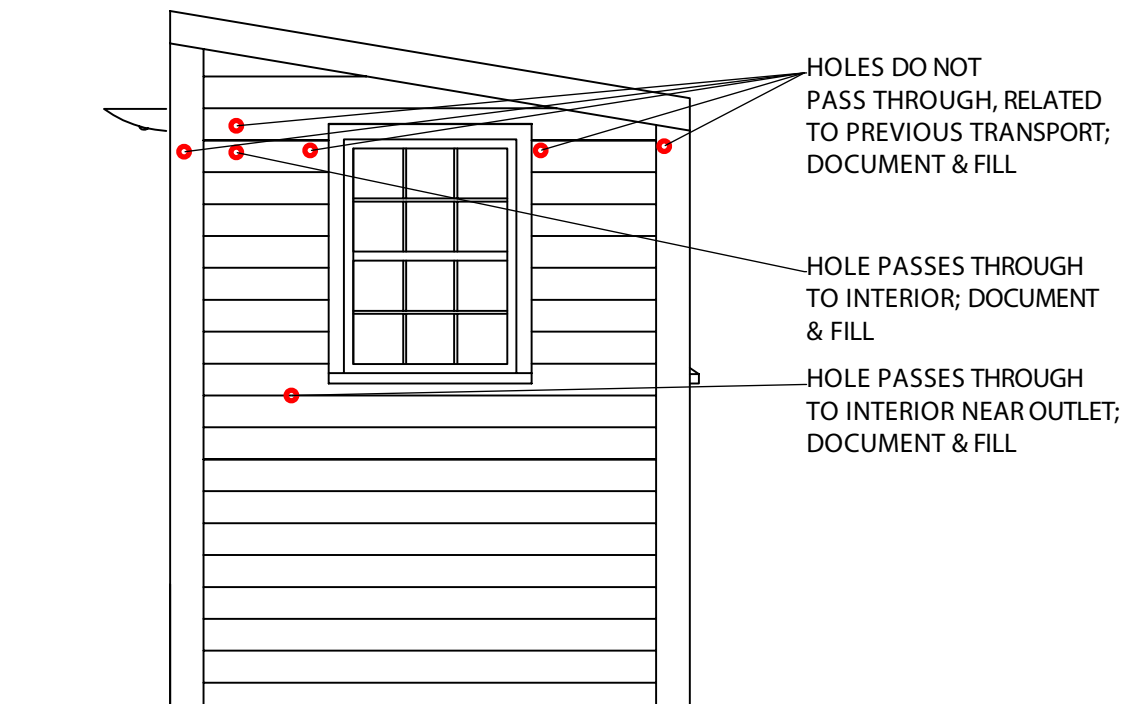 HOLES DO NOT
PASS THROUGH, RELATED
TO PREVIOUS TRANSPORT;
DOCUMENT & FILL
HOLE PASSES THROUGH
TO INTERIOR; DOCUMENT
& FILL
HOLE PASSES THROUGH
TO INTERIOR NEAR OUTLET;
DOCUMENT & FILL